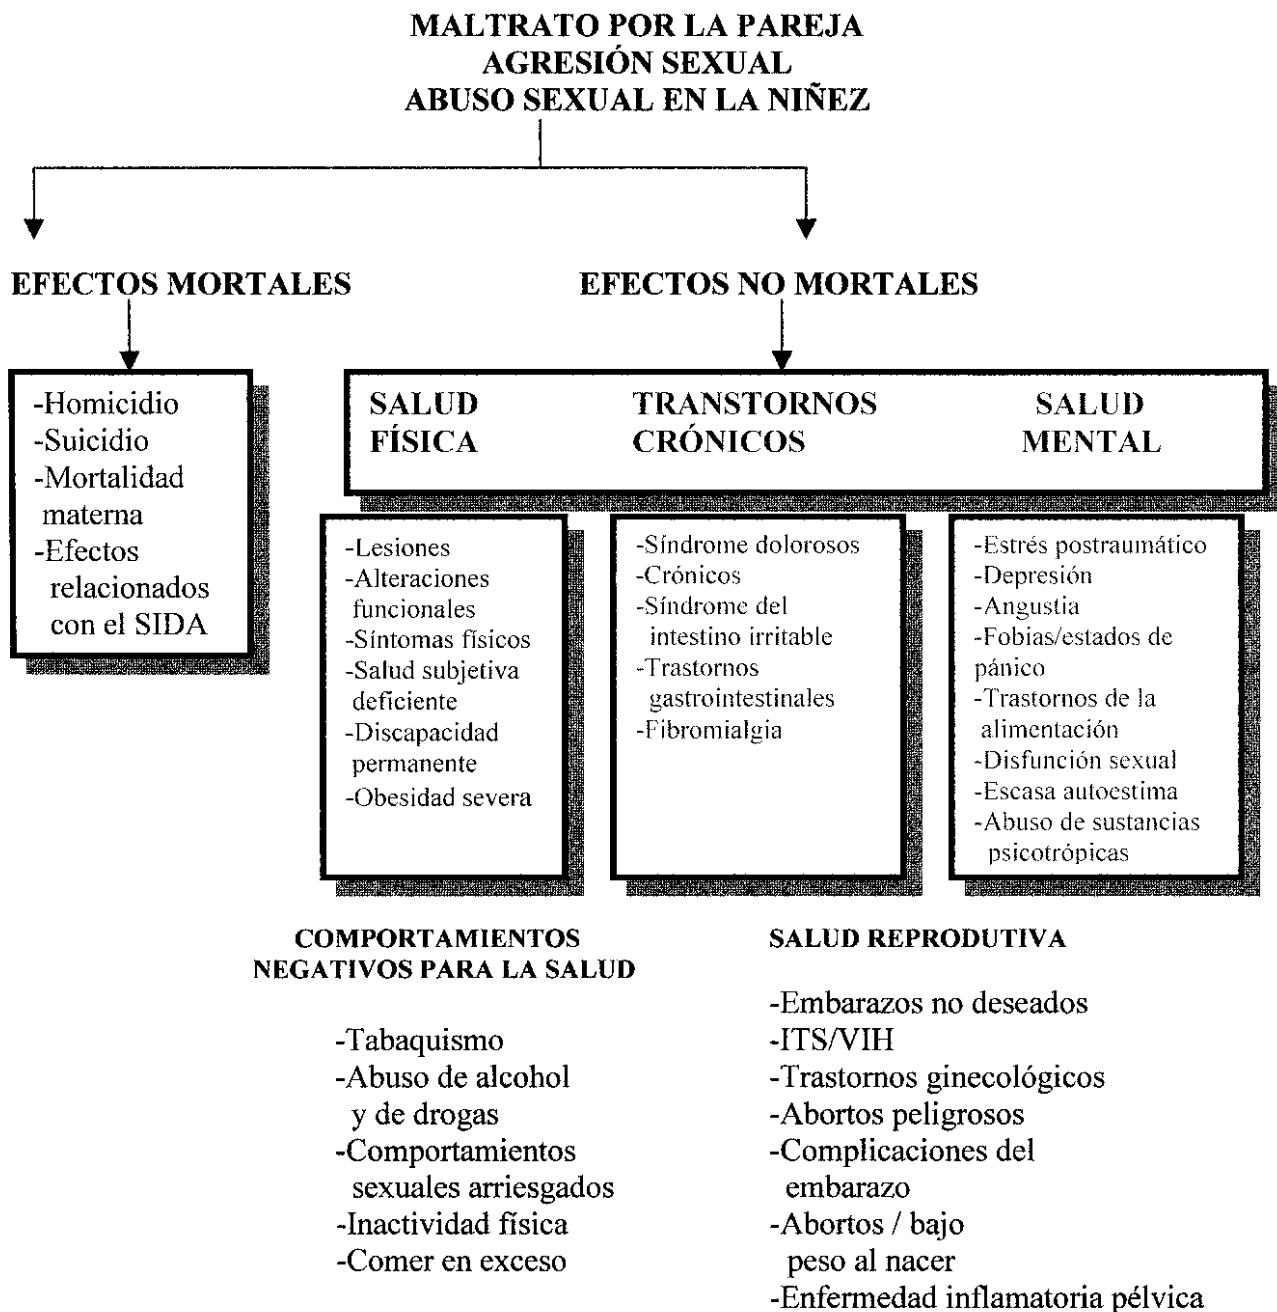 MALTRATO POR LA PAREJA
AGRESIÓN SEXUAL
ABUSO SEXUAL EN LA NIÑEZ
EFECTOS MORTALES
-Homicidio
-Suicidio
-Mortalidad
materna
-Efectos
relacionados
con el SIDA
EFECTOS NO MORTALES
SALUD
FÍSICA
TRANSTORNOS
CRÓNICOS
SALUD
MENTAL
-Lesiones
-Alteraciones
funcionales
-Síntomas físicos
-Salud subjetiva
deficiente
-Discapacidad
permanente
-Obesidad severa
-Síndrome dolorosos
-Crónicos
-Síndrome del
intestino irritable
-Trastornos
gastrointestinales
-Fibromialgia
-Estrés postraumático
-Depresión
-Angustia
-Fobias/estados de
pánico
-Trastornos de la
alimentación
-Disfunción sexual
-Escasa autoestima
-Abuso de sustancias
psicotrópicas
COMPORTAMIENTOS
NEGATIVOS PARA LA SALUD
-Tabaquismo
-Abuso de alcohol
y de drogas
-Comportamientos
sexuales arriesgados
-Inactividad física
-Comer en exceso
SALUD REPRODUTIVA
-Embarazos no deseados
-ITS/VIH
-Trastornos ginecológicos
-Abortos peligrosos
-Complicaciones del
embarazo
-Abortos / bajo
peso al nacer
-Enfermedad inflamatoria pélvica